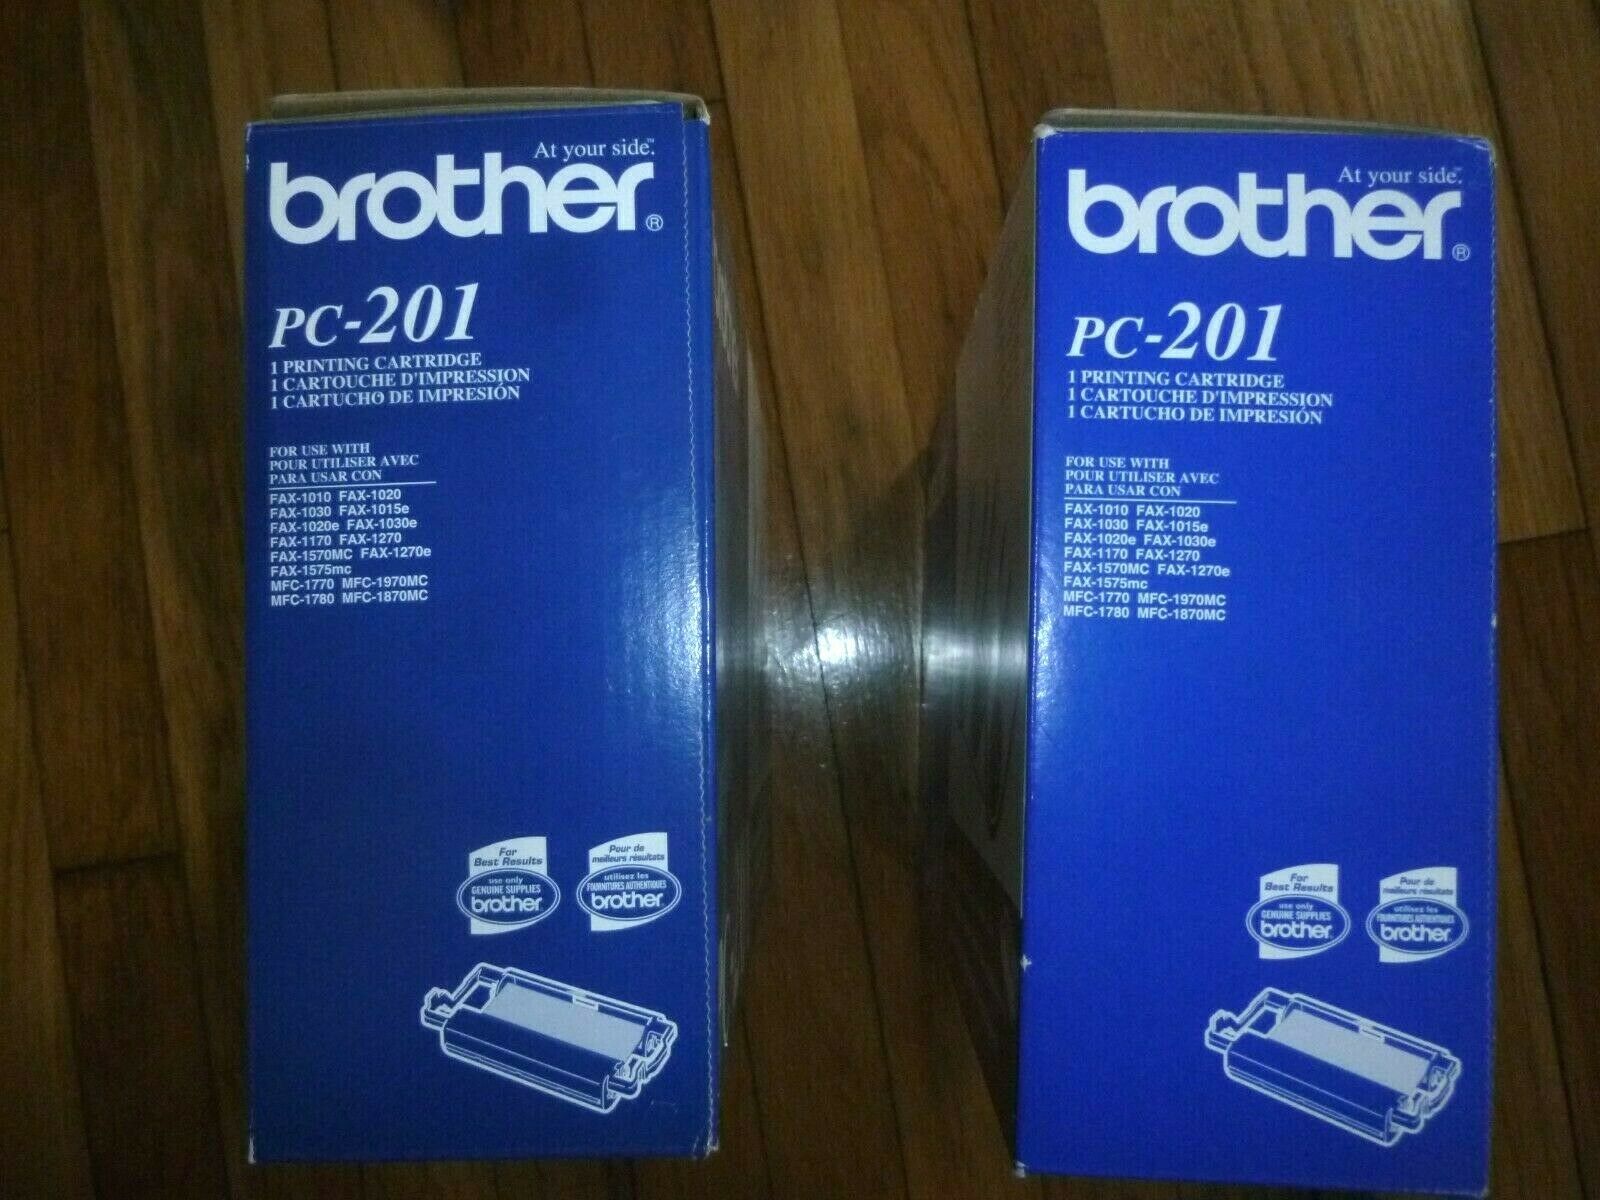 At your side.™
brother®
PC-201
1 PRINTING CARTRIDGE
1 CARTOUCHE D'IMPRESSION
1 CARTUCHO DE IMPRESIÓN
FOR USE WITH
POUR UTILISER AVEC
PARA USAR CON
FAX-1010 FAX-1020
FAX-1030 FAX-1015e
FAX-1020e FAX-1030e
FAX-1170 FAX-1270
FAX-1570MC FAX-1270e
FAX-1575mc
MFC-1770 MFC-1970MC
MFC-1780 MFC-1870MC
For
Best Results
use only
GENUINE SUPPLIES
brother
Pour de
meilleurs résultats
utilisez les
FOURNITURES AUTHENTIQUES
brother
At your side.™
brother®
PC-201
1 PRINTING CARTRIDGE
1 CARTOUCHE D'IMPRESSION
1 CARTUCHO DE IMPRESIÓN
FOR USE WITH
POUR UTILISER AVEC
PARA USAR CON
FAX-1010 FAX-1020
FAX-1030 FAX-1015e
FAX-1020e FAX-1030e
FAX-1170 FAX-1270
FAX-1570MC FAX-1270e
FAX-1575mc
MFC-1770 MFC-1970MC
MFC-1780 MFC-1870MC
For
Best Results
use only
GENUINE SUPPLIES
brother
Pour de
meilleurs résultats
utilisez les
FOURNITURES AUTHENTIQUES
brother